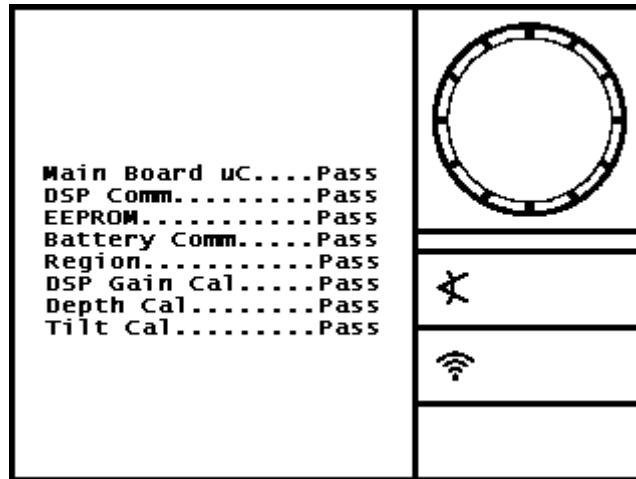 Main Board uC....Pass
DSP Comm.........Pass
EEPROM...........Pass
Battery Comm.....Pass
Region...........Pass
DSP Gain Cal.....Pass
Depth Cal........Pass
Tilt Cal.........Pass